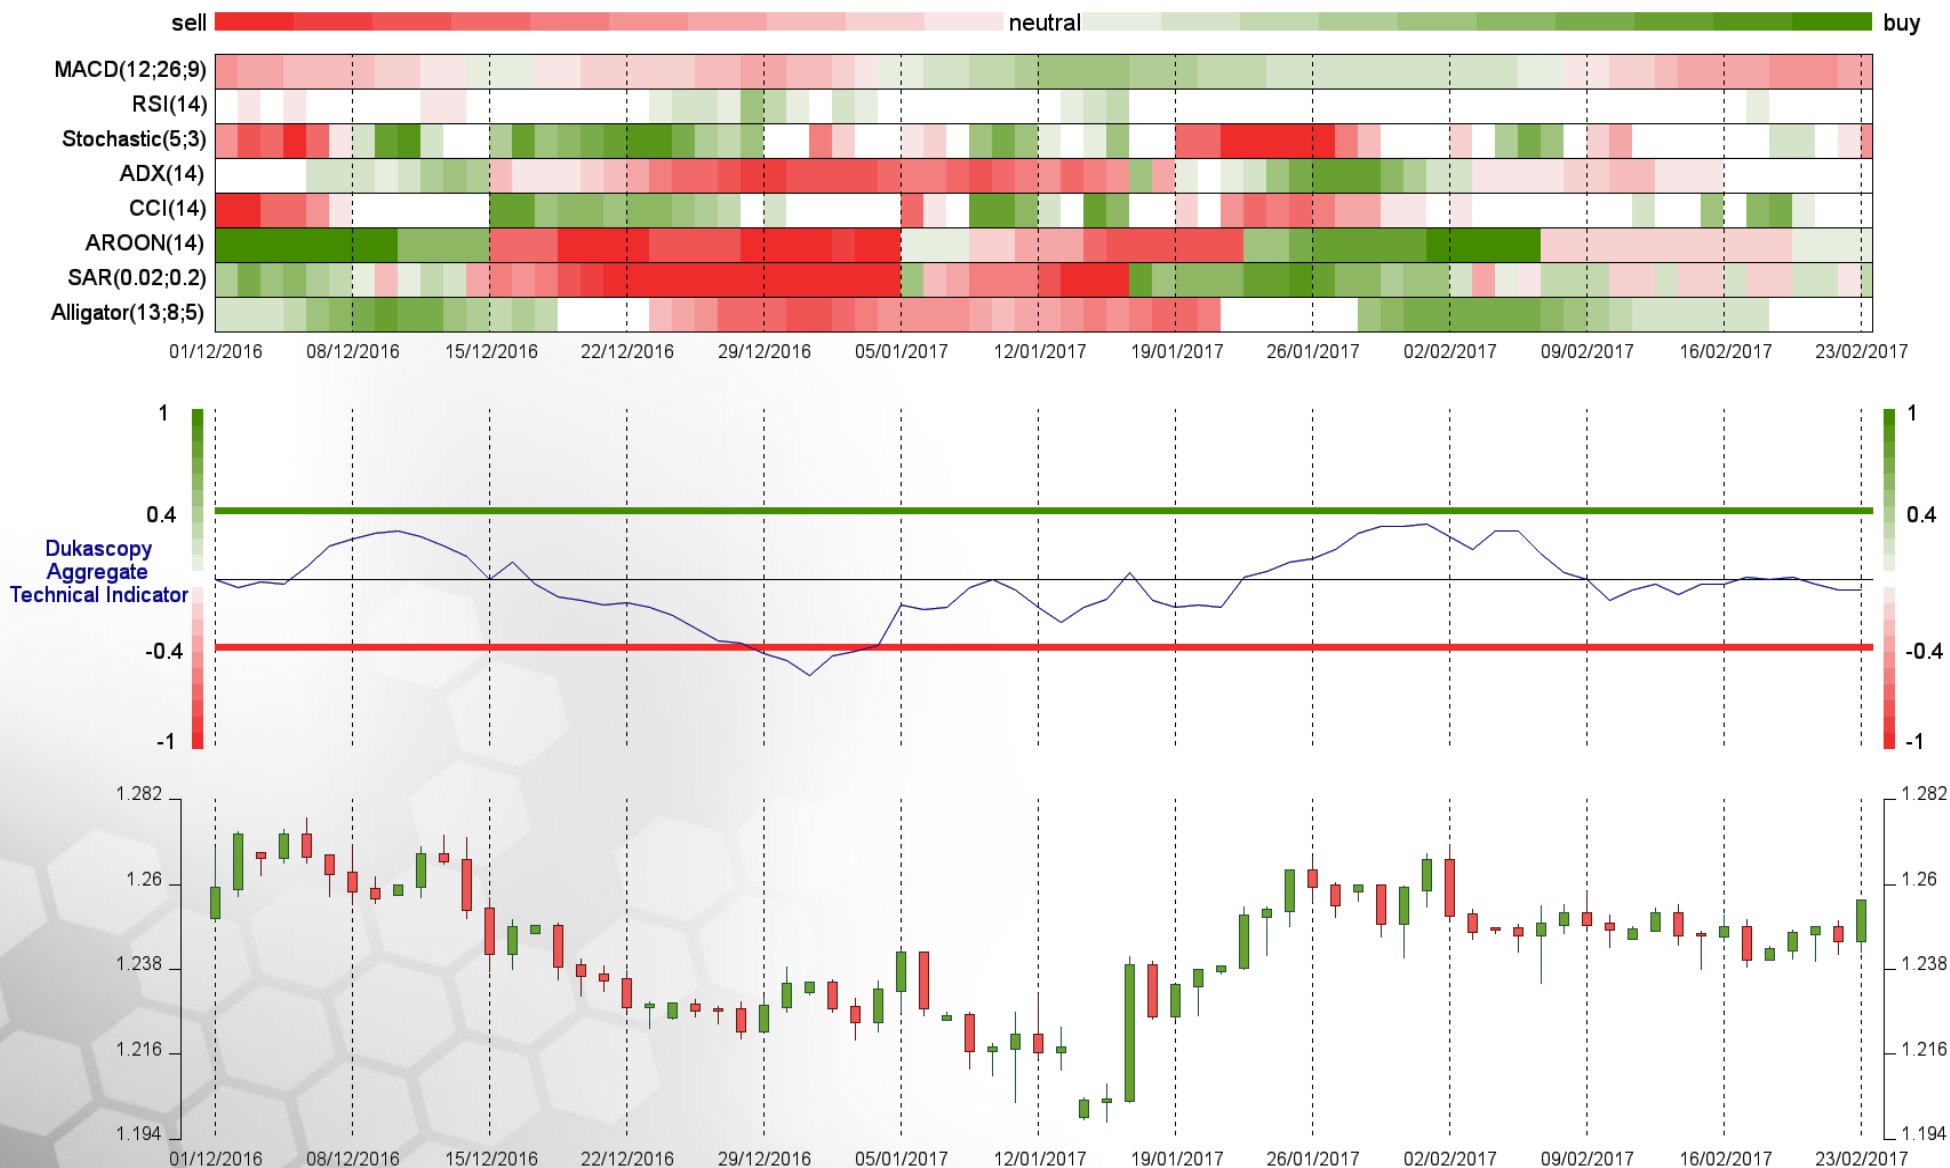 sell neutral buy
MACD(12;26;9)
RSI(14)
Stochastic(5;3)
ADX(14)
CCI(14)
AROON(14)
SAR(0.02;0.2)
Alligator(13;8;5)
01/12/2016 08/12/2016 15/12/2016 22/12/2016 29/12/2016 05/01/2017 12/01/2017 19/01/2017 26/01/2017 02/02/2017 09/02/2017 16/02/2017 23/02/2017
1 1
0.4 0.4
Dukascopy
Aggregate
Technical Indicator
-0.4 -0.4
-1 -1
1.282 1.282
1.26 1.26
1.238 1.238
1.216 1.216
1.194 1.194
01/12/2016 08/12/2016 15/12/2016 22/12/2016 29/12/2016 05/01/2017 12/01/2017 19/01/2017 26/01/2017 02/02/2017 09/02/2017 16/02/2017 23/02/2017